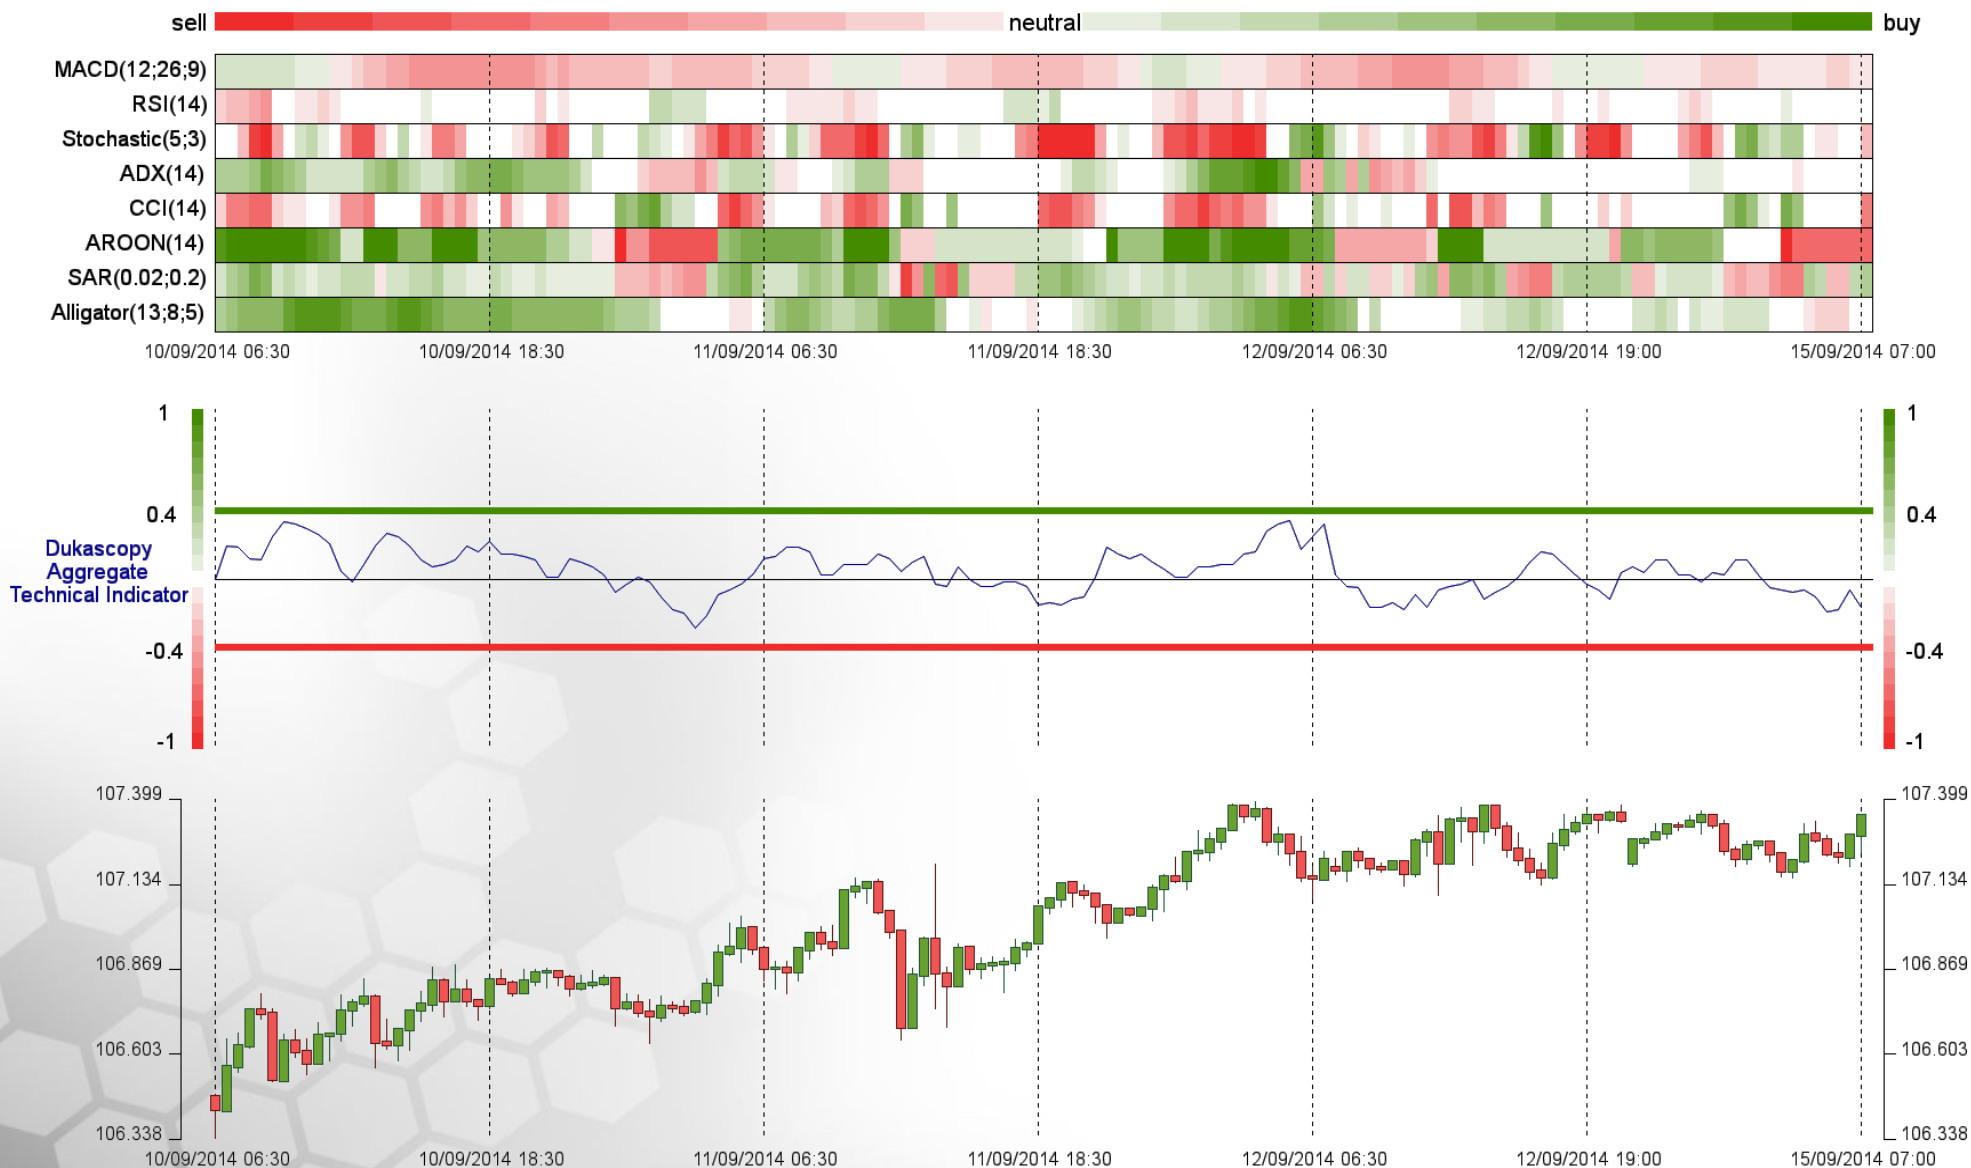 sell neutral buy
MACD(12;26;9)
RSI(14)
Stochastic(5;3)
ADX(14)
CCI(14)
AROON(14)
SAR(0.02;0.2)
Alligator(13;8;5)
10/09/2014 06:30 10/09/2014 18:30 11/09/2014 06:30 11/09/2014 18:30 12/09/2014 06:30 12/09/2014 19:00 15/09/2014 07:00
1 1
0.4 0.4
Dukascopy
Aggregate
Technical Indicator
-0.4 -0.4
-1 -1
107.399 107.399
107.134 107.134
106.869 106.869
106.603 106.603
106.338 106.338
10/09/2014 06:30 10/09/2014 18:30 11/09/2014 06:30 11/09/2014 18:30 12/09/2014 06:30 12/09/2014 19:00 15/09/2014 07:00